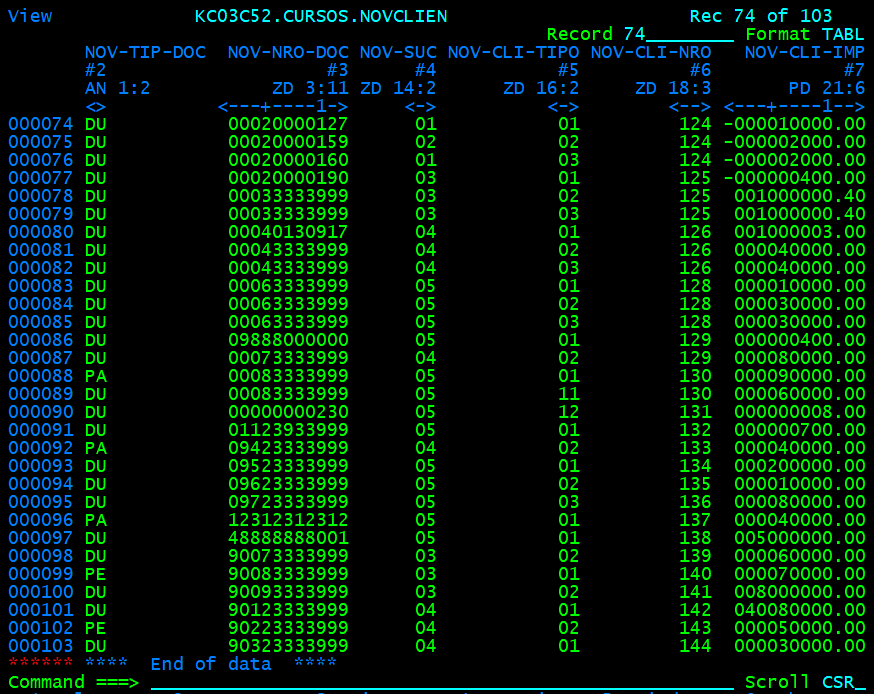 View KC03C52.CURSOS.NOVCLIEN Rec 74 of 103
Record 74________ Format TABL
NOV-TIP-DOC NOV-NRO-DOC NOV-SUC NOV-CLI-TIPO NOV-CLI-NRO NOV-CLI-IMP
#2 #3 #4 #5 #6 #7
AN 1:2 ZD 3:11 ZD 14:2 ZD 16:2 ZD 18:3 PD 21:6
<> <---+----1-> <-> <-> <--> <---+----1-->
000074 DU 00020000127 01 01 124 -000010000.00
000075 DU 00020000159 02 02 124 -000002000.00
000076 DU 00020000160 01 03 124 -000002000.00
000077 DU 00020000190 03 01 125 -000000400.00
000078 DU 00033333999 03 02 125 001000000.40
000079 DU 00033333999 03 03 125 001000000.40
000080 DU 00040130917 04 01 126 001000003.00
000081 DU 00043333999 04 02 126 000040000.00
000082 DU 00043333999 04 03 126 000040000.00
000083 DU 00063333999 05 01 128 000010000.00
000084 DU 00063333999 05 02 128 000030000.00
000085 DU 00063333999 05 03 128 000030000.00
000086 DU 09888000000 05 01 129 000000400.00
000087 DU 00073333999 04 02 129 000080000.00
000088 PA 00083333999 05 01 130 000090000.00
000089 DU 00083333999 05 11 130 000060000.00
000090 DU 00000000230 05 12 131 000000008.00
000091 DU 01123933999 05 01 132 000000700.00
000092 PA 09423333999 04 02 133 000040000.00
000093 DU 09523333999 05 01 134 000200000.00
000094 DU 09623333999 05 02 135 000010000.00
000095 DU 09723333999 05 03 136 000080000.00
000096 PA 12312312312 05 01 137 000040000.00
000097 DU 48888888001 05 01 138 005000000.00
000098 DU 90073333999 03 02 139 000060000.00
000099 PE 90083333999 03 01 140 000070000.00
000100 DU 90093333999 03 02 141 008000000.00
000101 DU 90123333999 04 01 142 040080000.00
000102 PE 90223333999 04 02 143 000050000.00
000103 DU 90323333999 04 01 144 000030000.00
****** **** End of data ****
Command ===> Scroll CSR_